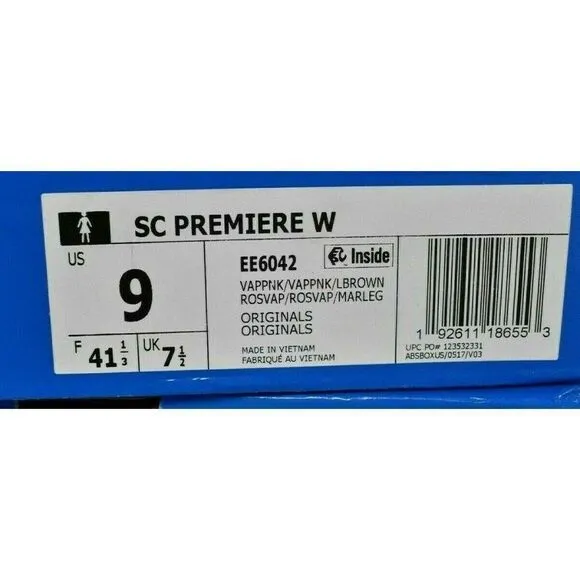 SC PREMIERE W
US
9
F 41 1/3
UK 7 1/2
EE6042
Inside
VAPPNK/VAPPNK/LBROWN
ROSVAP/ROSVAP/MARLEG
ORIGINALS
ORIGINALS
MADE IN VIETNAM
FABRIQUÉ AU VIETNAM
1 92611 18655 3
UPC PO# 123532331
ABSBOXUS/0517/V03